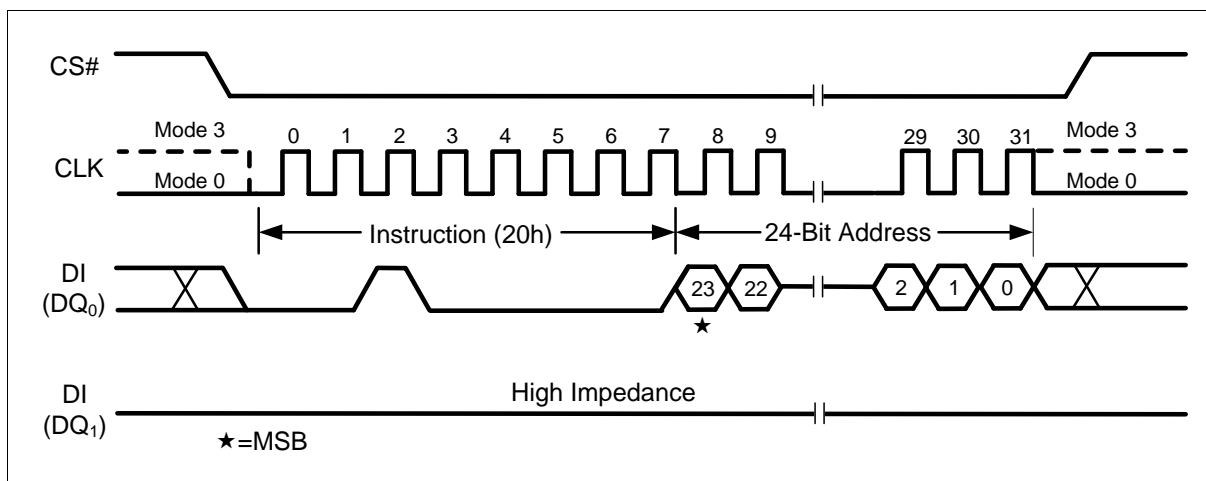 CS#
Mode 3 0 1 2 3 4 5 6 7 8 9 29 30 31 Mode 3
CLK
Mode 0 Mode 0
Instruction (20h) 24-Bit Address
DI
(DQ₀)
23 22 2 1 0
★
DI
(DQ₁)
High Impedance
★=MSB